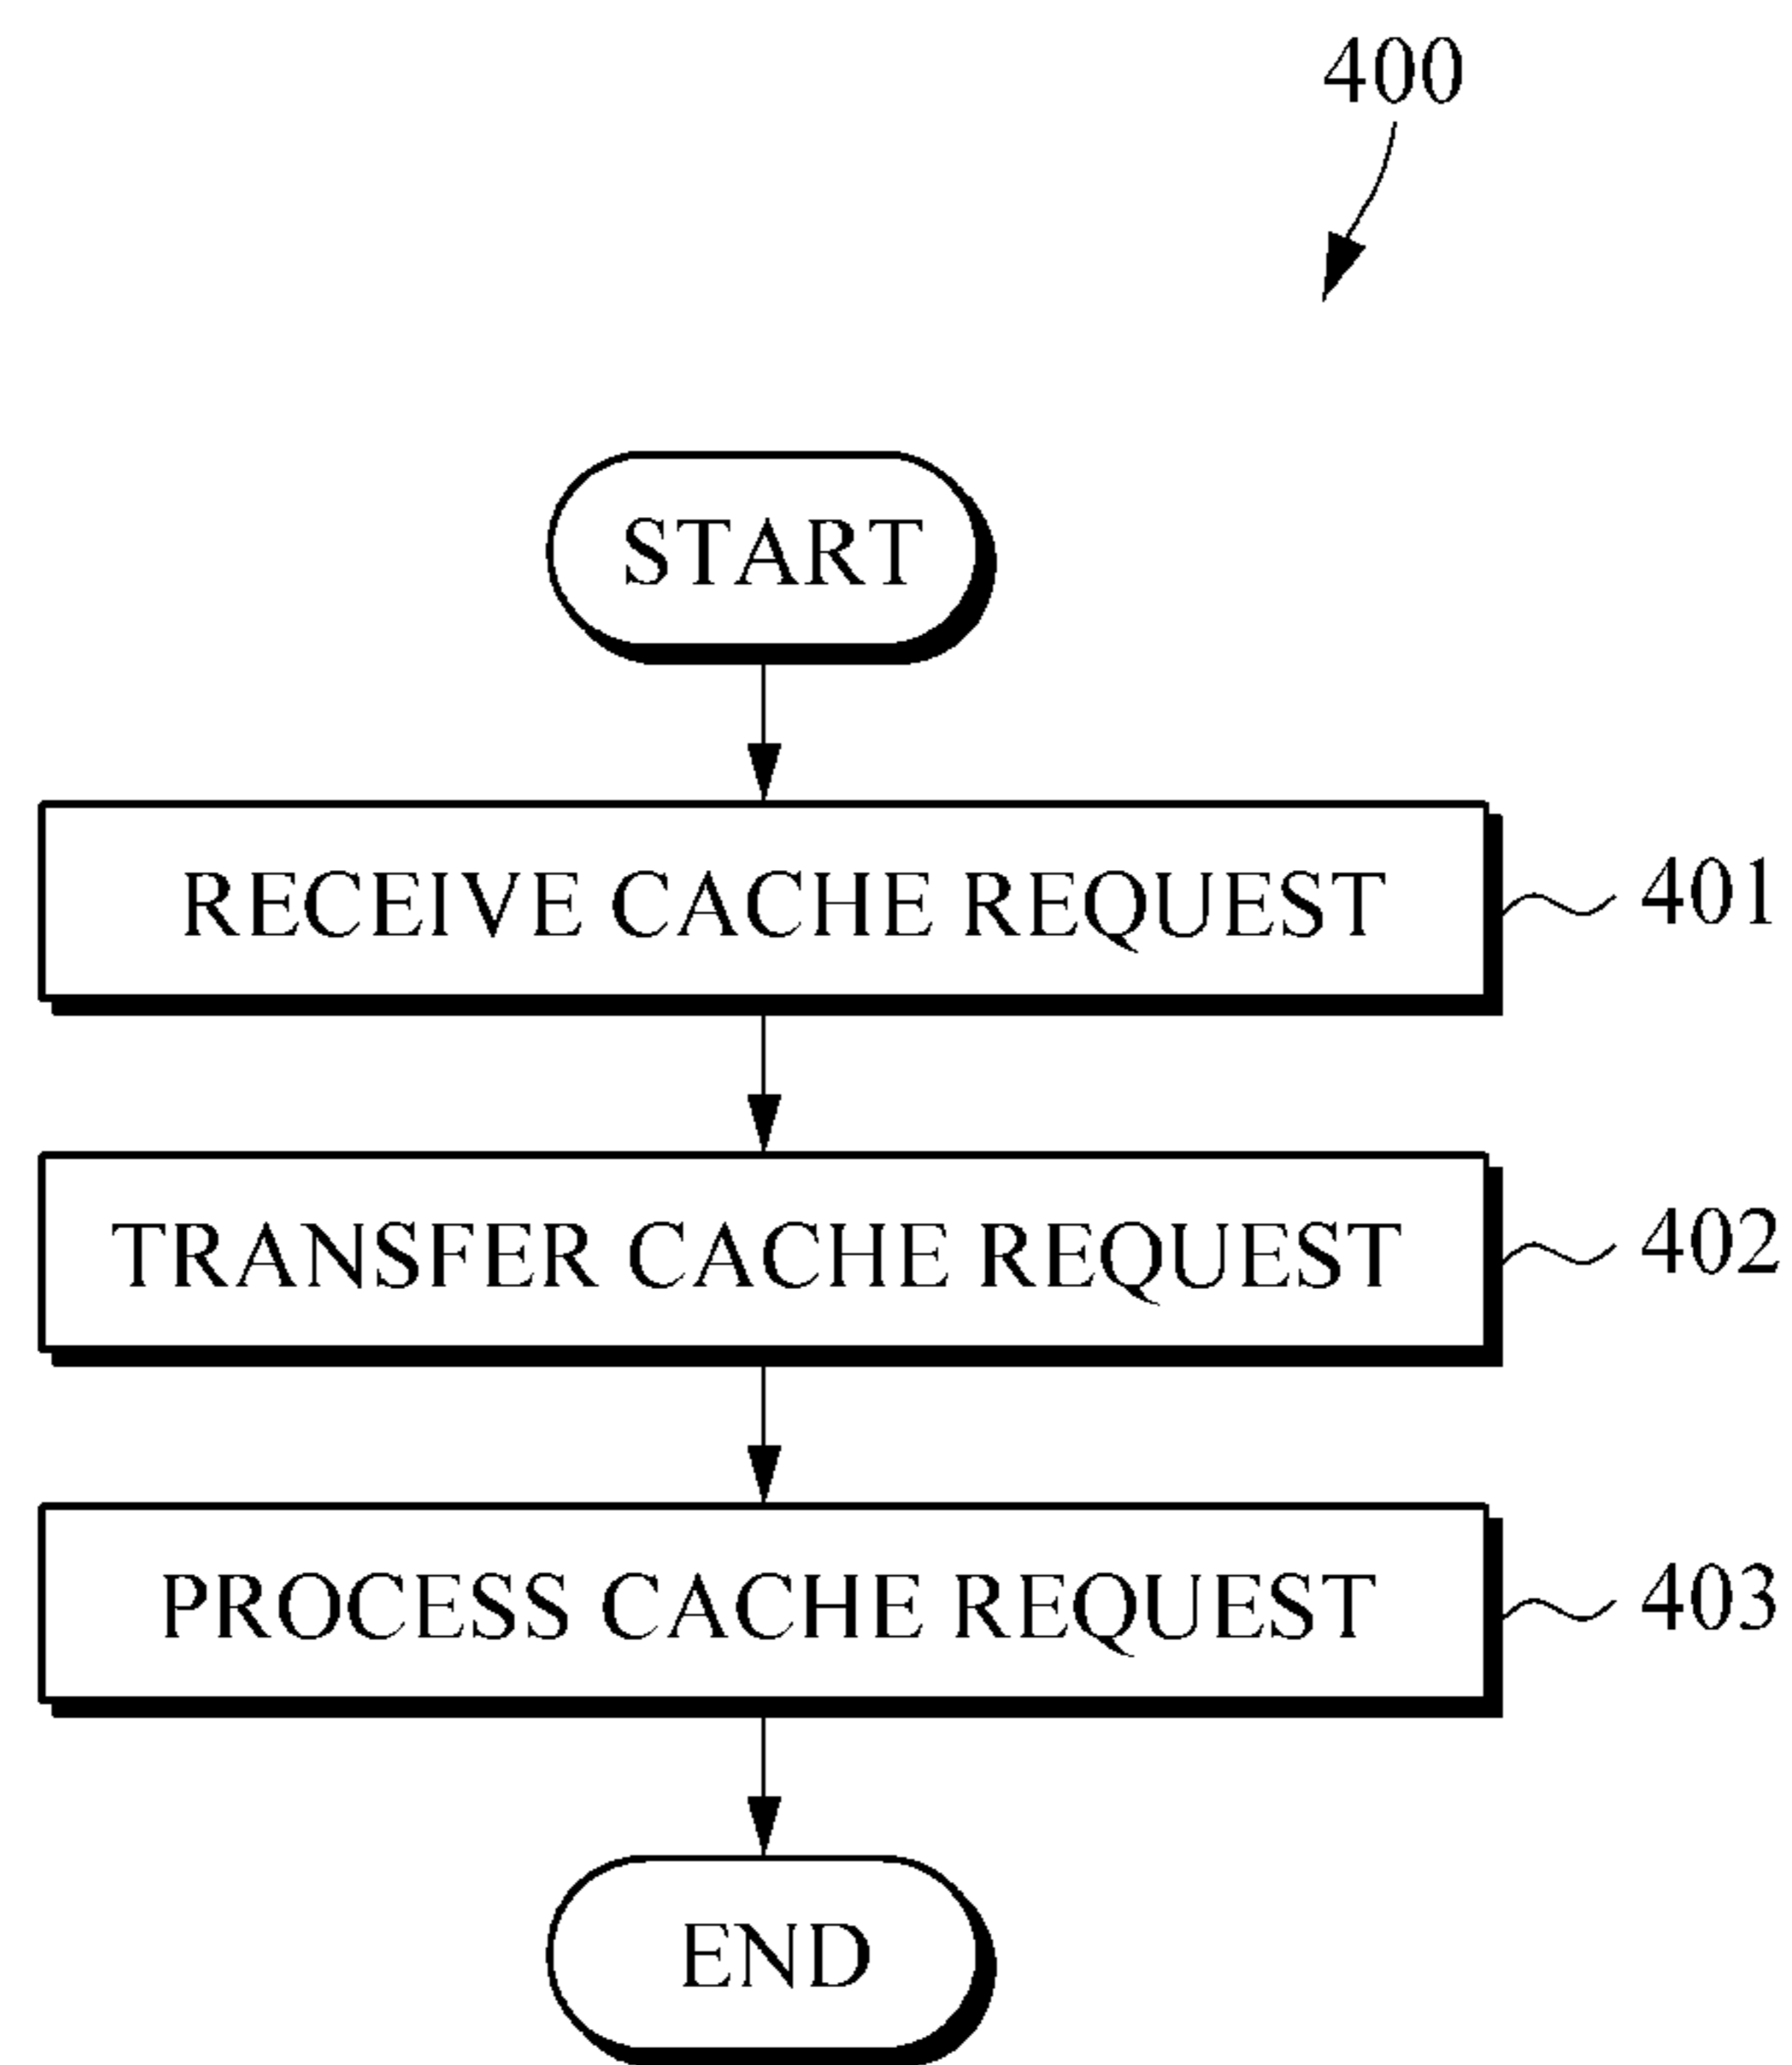 400
START
RECEIVE CACHE REQUEST 401
TRANSFER CACHE REQUEST 402
PROCESS CACHE REQUEST 403
END